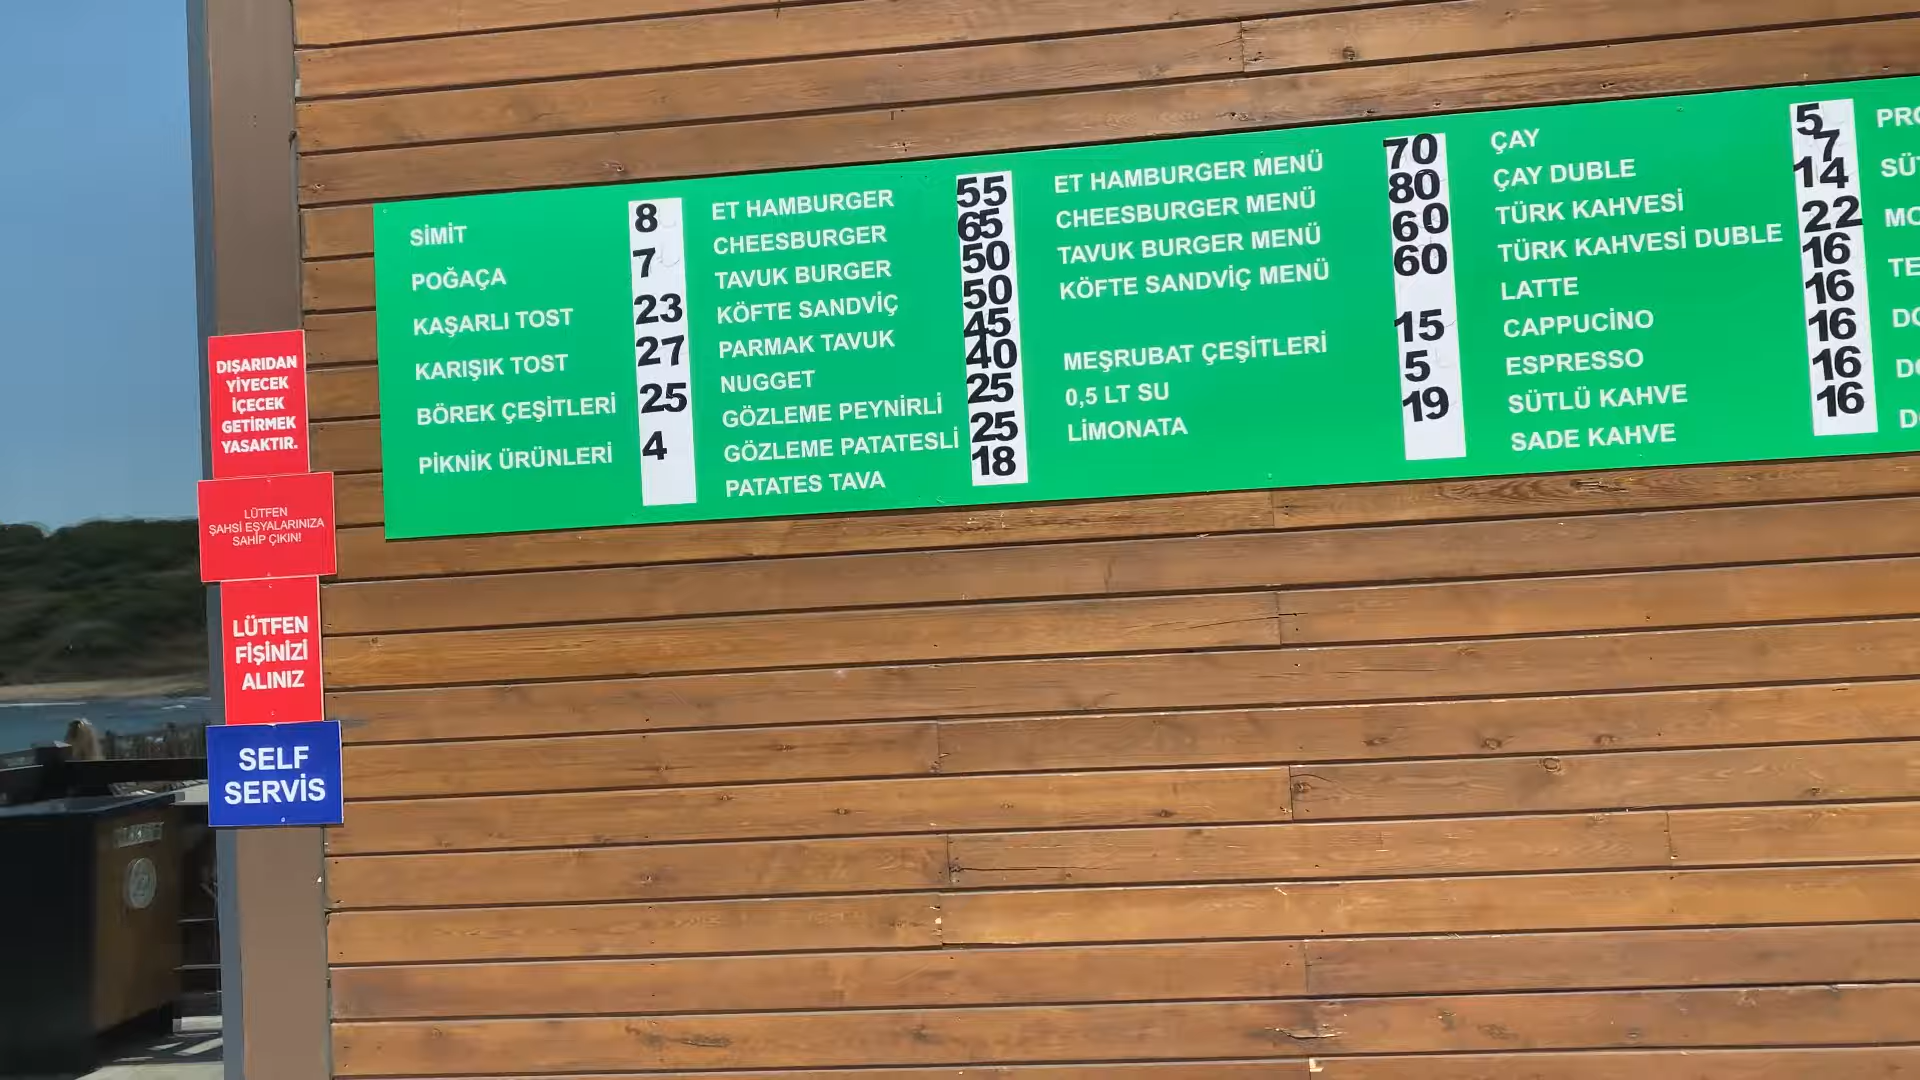 SİMİT 8
POĞAÇA 7
KAŞARLI TOST 23
KARIŞIK TOST 27
BÖREK ÇEŞİTLERİ 25
PİKNİK ÜRÜNLERİ 4
ET HAMBURGER 55
CHEESBURGER 65
TAVUK BURGER 50
KÖFTE SANDVİÇ 50
PARMAK TAVUK 45
NUGGET 40
GÖZLEME PEYNİRLİ 25
GÖZLEME PATATESLİ 25
PATATES TAVA 18
ET HAMBURGER MENÜ 70
CHEESBURGER MENÜ 80
TAVUK BURGER MENÜ 60
KÖFTE SANDVİÇ MENÜ 60
MEŞRUBAT ÇEŞİTLERİ 15
0,5 LT SU 5
LİMONATA 19
ÇAY 5
ÇAY DUBLE 7
TÜRK KAHVESİ 14
TÜRK KAHVESİ DUBLE 22
LATTE 16
CAPPUCİNO 16
ESPRESSO 16
SÜTLÜ KAHVE 16
SADE KAHVE 16
DIŞARIDAN
YİYECEK
İÇECEK
GETİRMEK
YASAKTIR.
LÜTFEN
ŞAHSİ EŞYALARINIZA
SAHİP ÇIKIN!
LÜTFEN
FİŞİNİZİ
ALINIZ
SELF
SERVİS